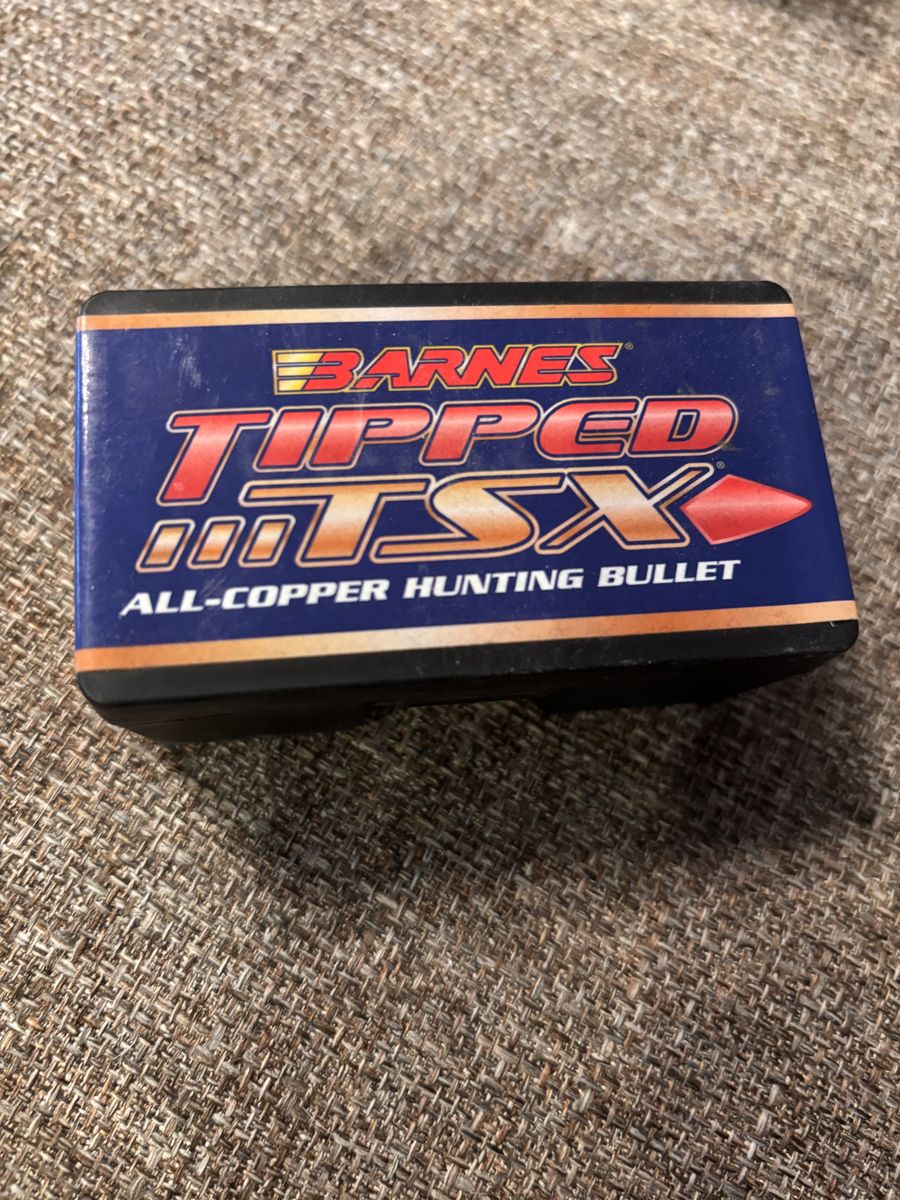 BARNES®
TIPPED
TSX®
ALL-COPPER HUNTING BULLET